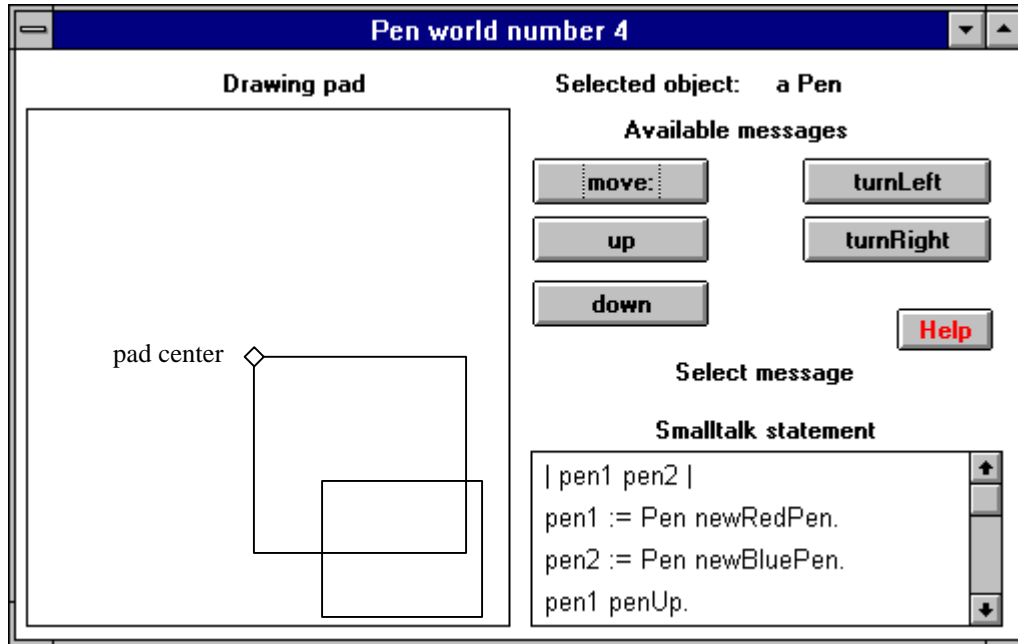 Pen world number 4
Drawing pad
Selected object: a Pen
Available messages
move:
turnLeft
up
turnRight
down
Help
pad center
Select message
Smalltalk statement
| pen1 pen2 |
pen1 := Pen newRedPen.
pen2 := Pen newBluePen.
pen1 penUp.